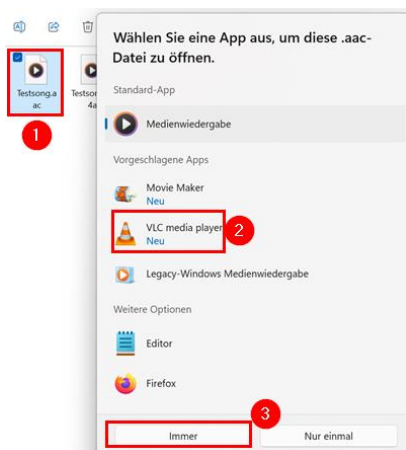 Wählen Sie eine App aus, um diese .aac-
Datei zu öffnen.
Testsong.a
ac
Testson
4a
1
Standard-App
Medienwiedergabe
Vorgeschlagene Apps
Movie Maker
Neu
VLC media player
Neu
2
Legacy-Windows Medienwiedergabe
Weitere Optionen
Editor
Firefox
3
Immer
Nur einmal